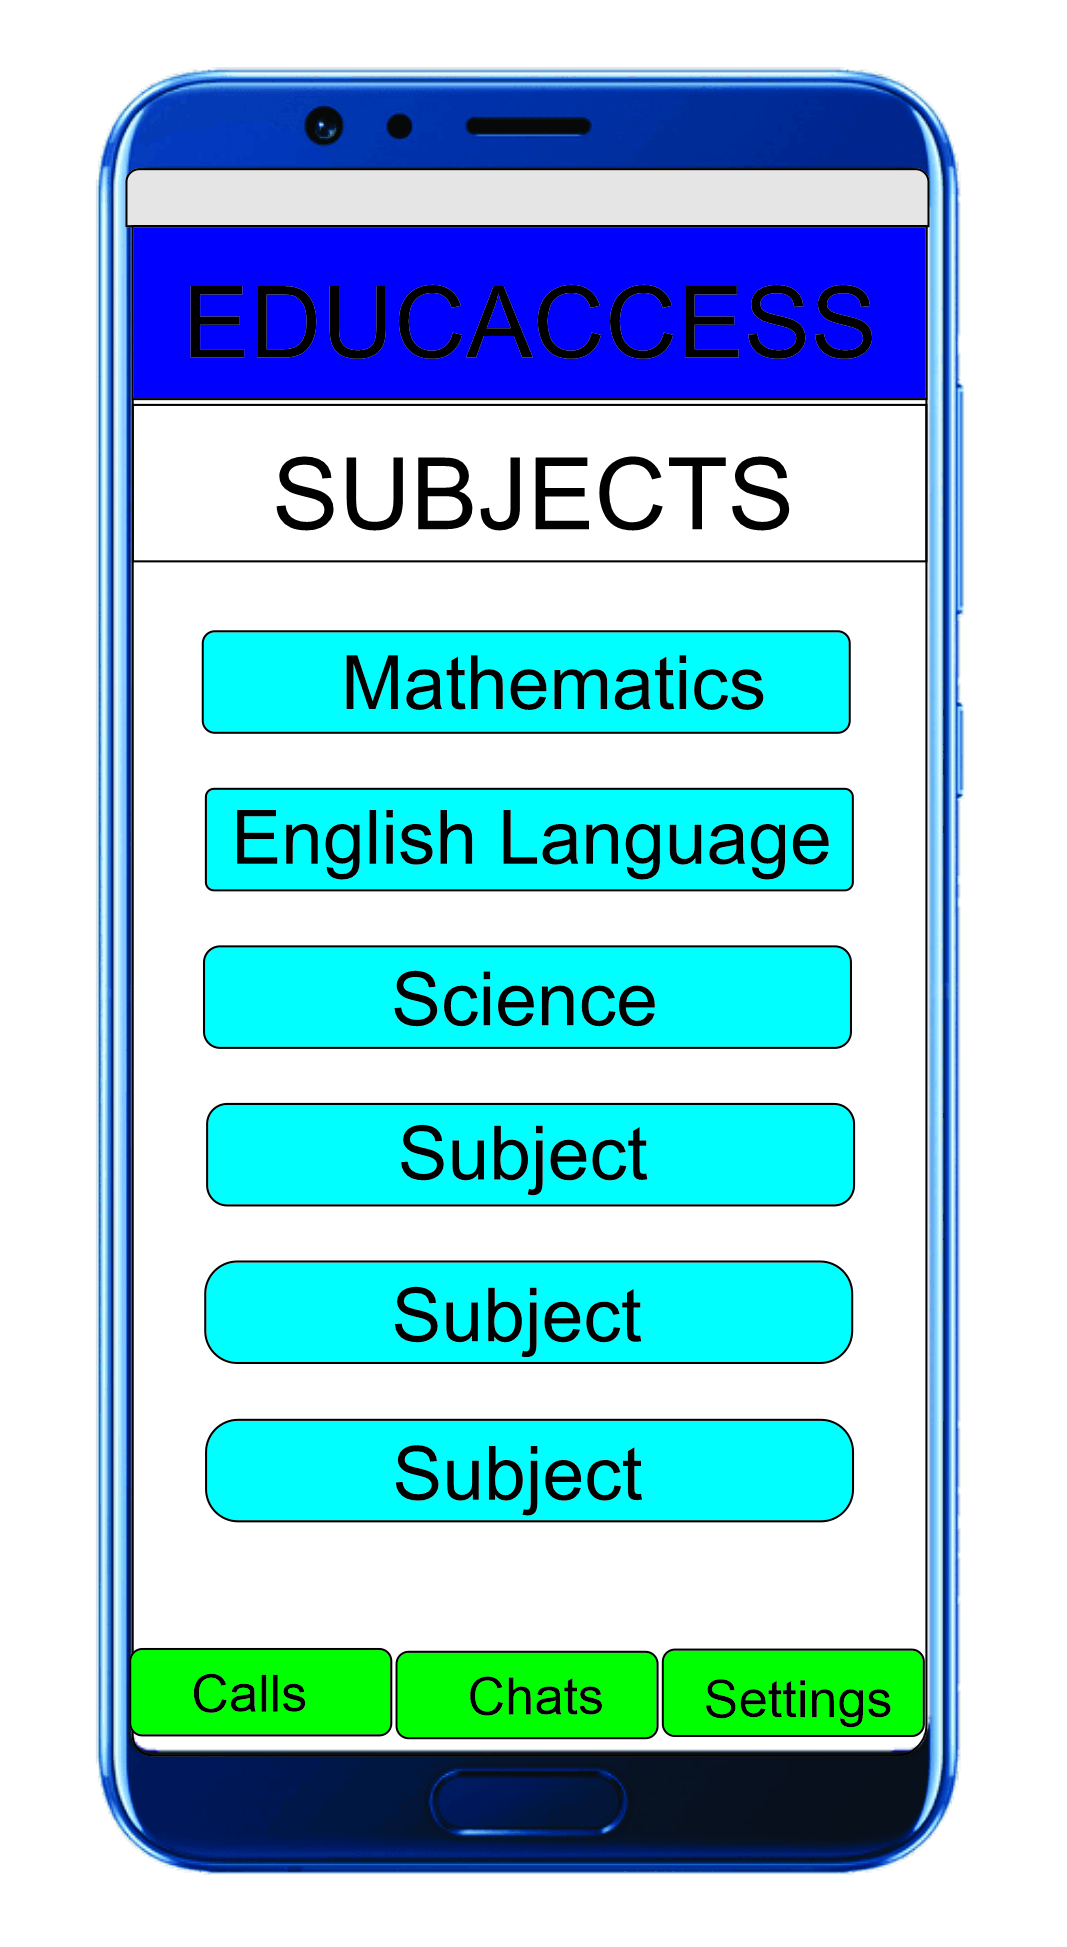 EDUCACCESS
SUBJECTS
Mathematics
English Language
Science
Subject
Subject
Subject
Calls
Chats
Settings